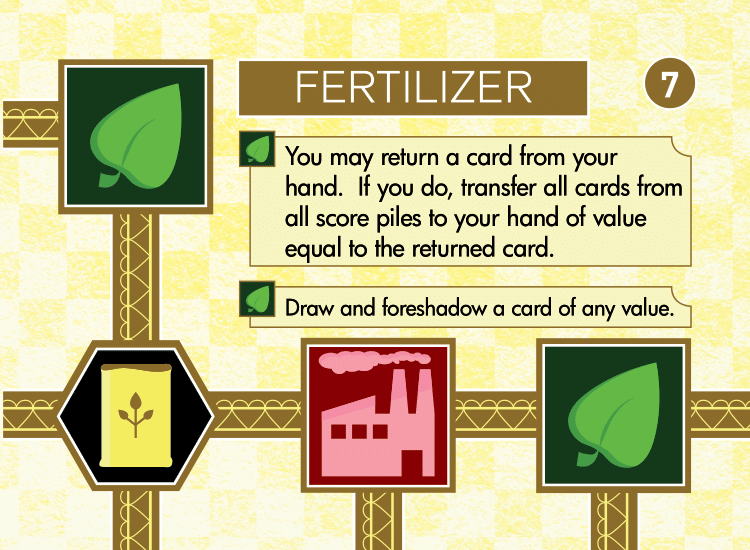 FERTILIZER
7
You may return a card from your
hand.  If you do, transfer all cards from
all score piles to your hand of value
equal to the returned card.
Draw and foreshadow a card of any value.